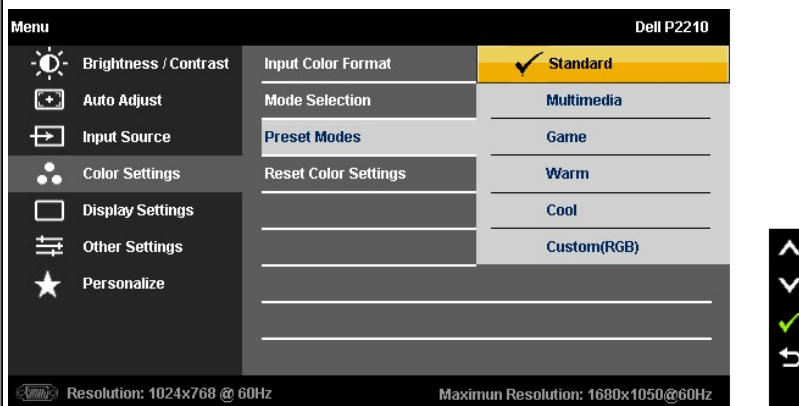 Menu Dell P2210
Brightness / Contrast Input Color Format Standard
Auto Adjust Mode Selection Multimedia
Input Source Preset Modes Game
Color Settings Reset Color Settings Warm
Display Settings Cool
Other Settings Custom(RGB)
Personalize
Resolution: 1024x768 @ 60Hz Maximun Resolution: 1680x1050@60Hz